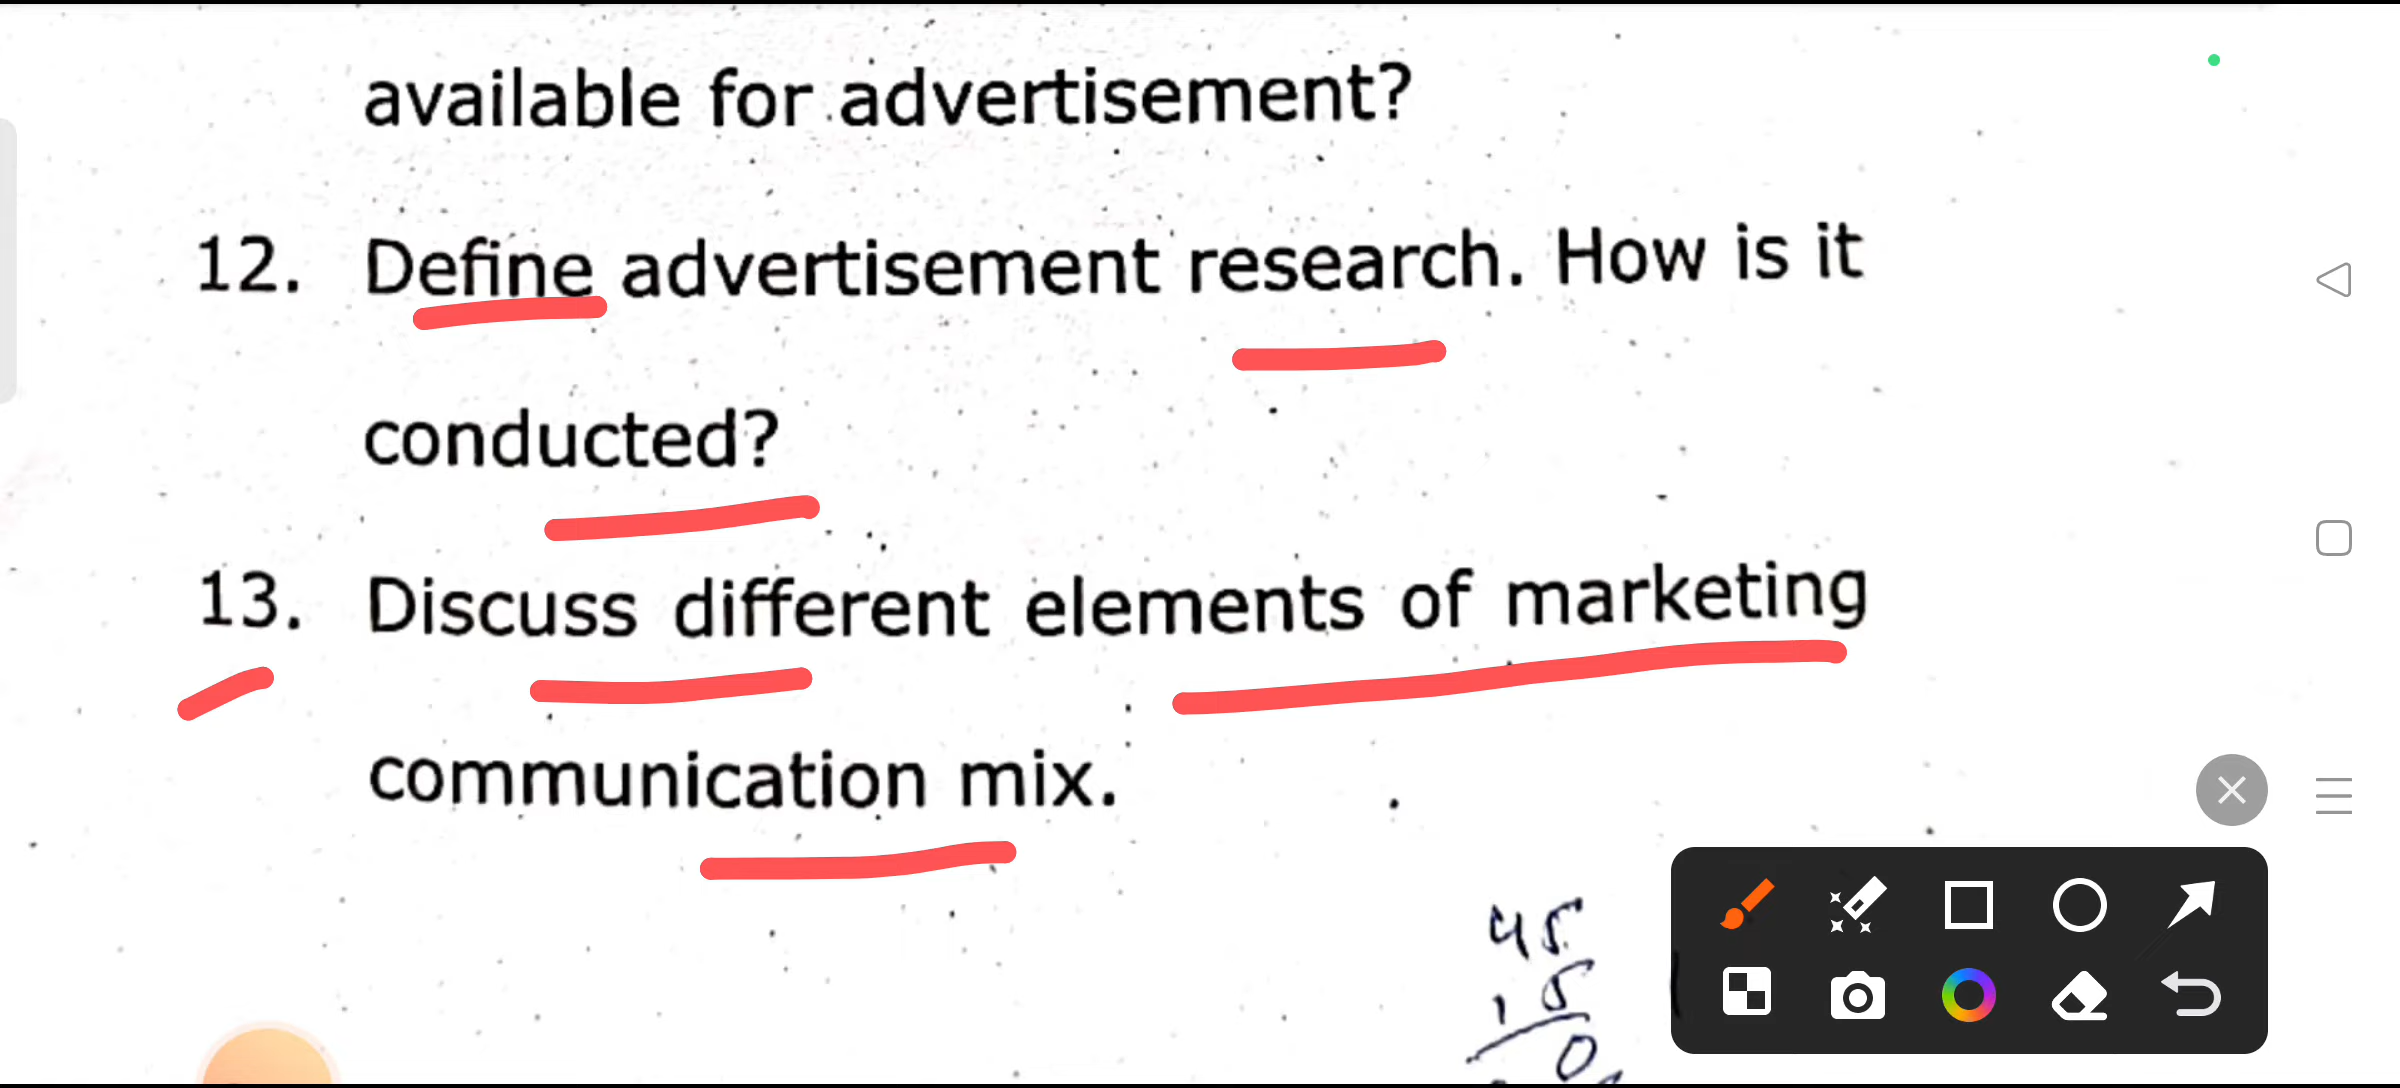 available for advertisement?
12. Define advertisement research. How is it
conducted?
13. Discuss different elements of marketing
communication mix.
45
15
0